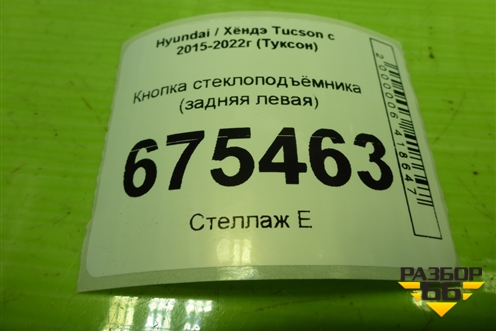 Hyundai / Хёндэ Tucson с
2015-2022г (Туксон)
Кнопка стеклоподъёмника
(задняя левая)
675463
Стеллаж Е
2000006418647
РАЗБОР
66